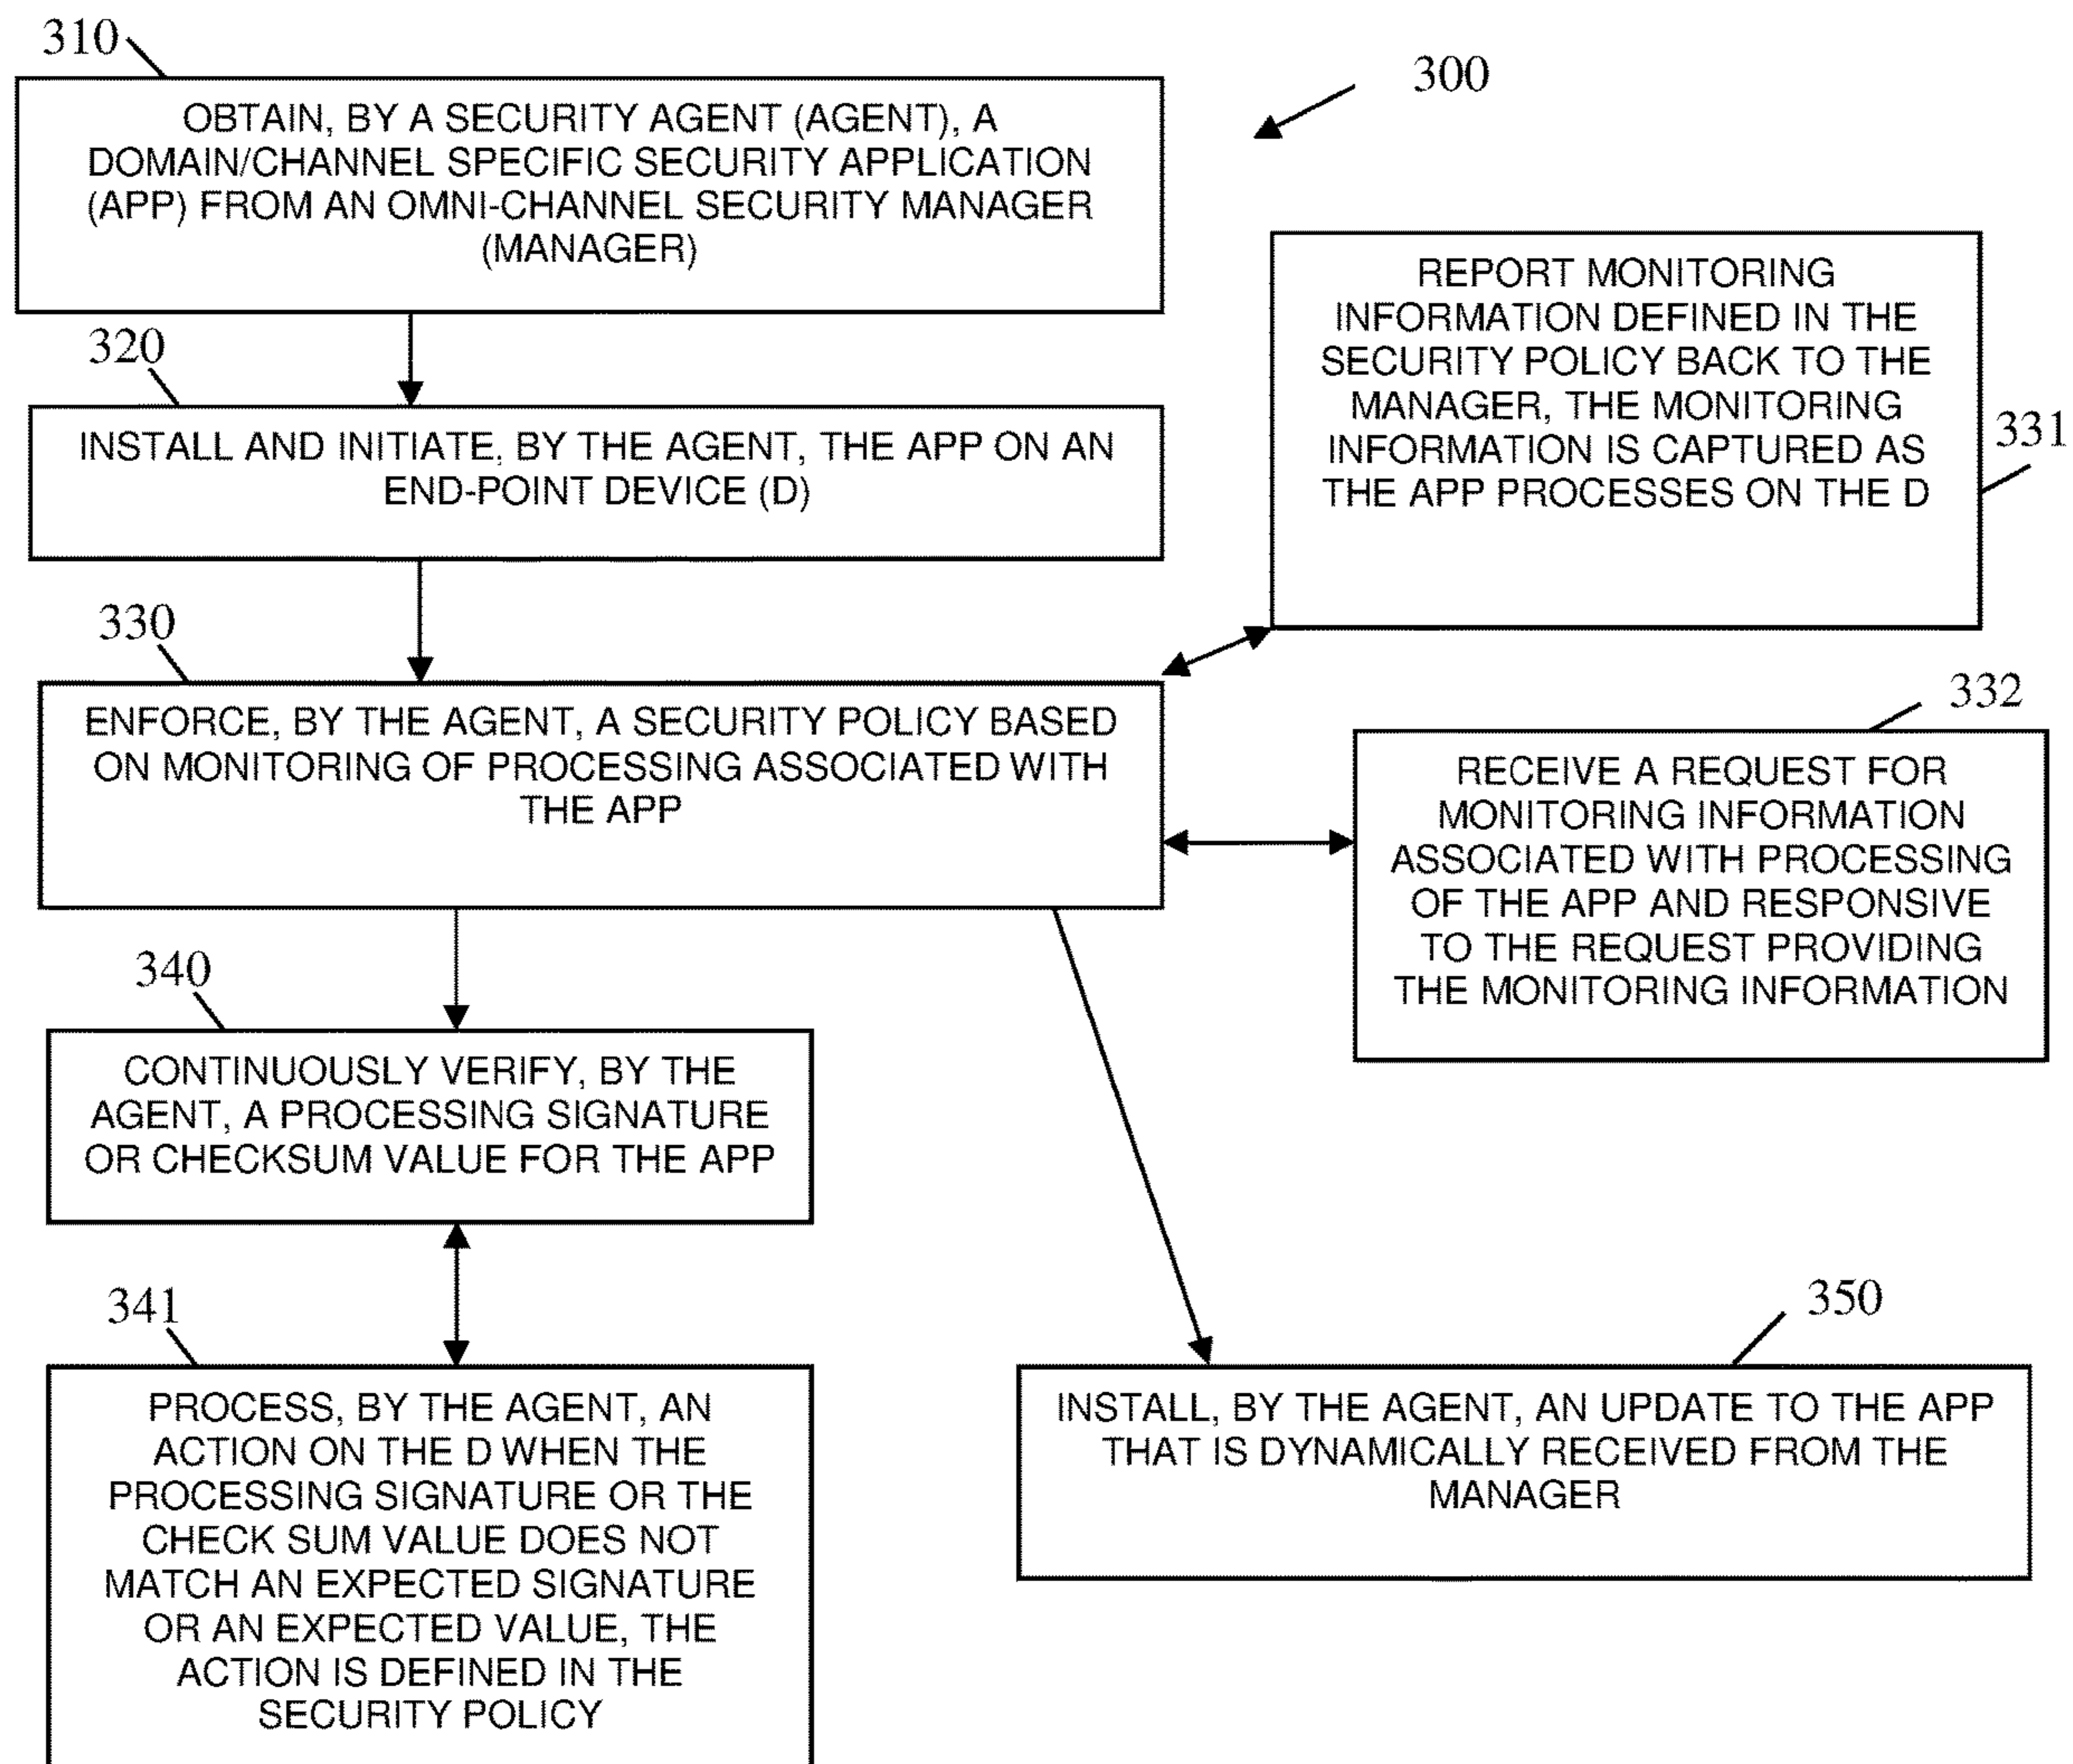 310
300
OBTAIN, BY A SECURITY AGENT (AGENT), A
DOMAIN/CHANNEL SPECIFIC SECURITY APPLICATION
(APP) FROM AN OMNI-CHANNEL SECURITY MANAGER
(MANAGER)
320
INSTALL AND INITIATE, BY THE AGENT, THE APP ON AN
END-POINT DEVICE (D)
REPORT MONITORING
INFORMATION DEFINED IN THE
SECURITY POLICY BACK TO THE
MANAGER, THE MONITORING
INFORMATION IS CAPTURED AS
THE APP PROCESSES ON THE D
331
330
ENFORCE, BY THE AGENT, A SECURITY POLICY BASED
ON MONITORING OF PROCESSING ASSOCIATED WITH
THE APP
332
RECEIVE A REQUEST FOR
MONITORING INFORMATION
ASSOCIATED WITH PROCESSING
OF THE APP AND RESPONSIVE
TO THE REQUEST PROVIDING
THE MONITORING INFORMATION
340
CONTINUOUSLY VERIFY, BY THE
AGENT, A PROCESSING SIGNATURE
OR CHECKSUM VALUE FOR THE APP
341
PROCESS, BY THE AGENT, AN
ACTION ON THE D WHEN THE
PROCESSING SIGNATURE OR THE
CHECK SUM VALUE DOES NOT
MATCH AN EXPECTED SIGNATURE
OR AN EXPECTED VALUE, THE
ACTION IS DEFINED IN THE
SECURITY POLICY
350
INSTALL, BY THE AGENT, AN UPDATE TO THE APP
THAT IS DYNAMICALLY RECEIVED FROM THE
MANAGER